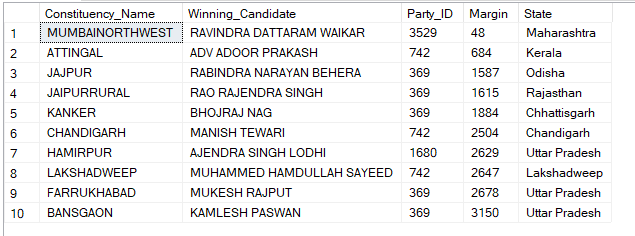 Constituency_Name Winning_Candidate Party_ID Margin State
1 MUMBAINORTHWEST RAVINDRA DATTARAM WAIKAR 3529 48 Maharashtra
2 ATTINGAL ADV ADOOR PRAKASH 742 684 Kerala
3 JAJPUR RABINDRA NARAYAN BEHERA 369 1587 Odisha
4 JAIPURRURAL RAO RAJENDRA SINGH 369 1615 Rajasthan
5 KANKER BHOJRAJ NAG 369 1884 Chhattisgarh
6 CHANDIGARH MANISH TEWARI 742 2504 Chandigarh
7 HAMIRPUR AJENDRA SINGH LODHI 1680 2629 Uttar Pradesh
8 LAKSHADWEEP MUHAMMED HAMDULLAH SAYEED 742 2647 Lakshadweep
9 FARRUKHABAD MUKESH RAJPUT 369 2678 Uttar Pradesh
10 BANSGAON KAMLESH PASWAN 369 3150 Uttar Pradesh